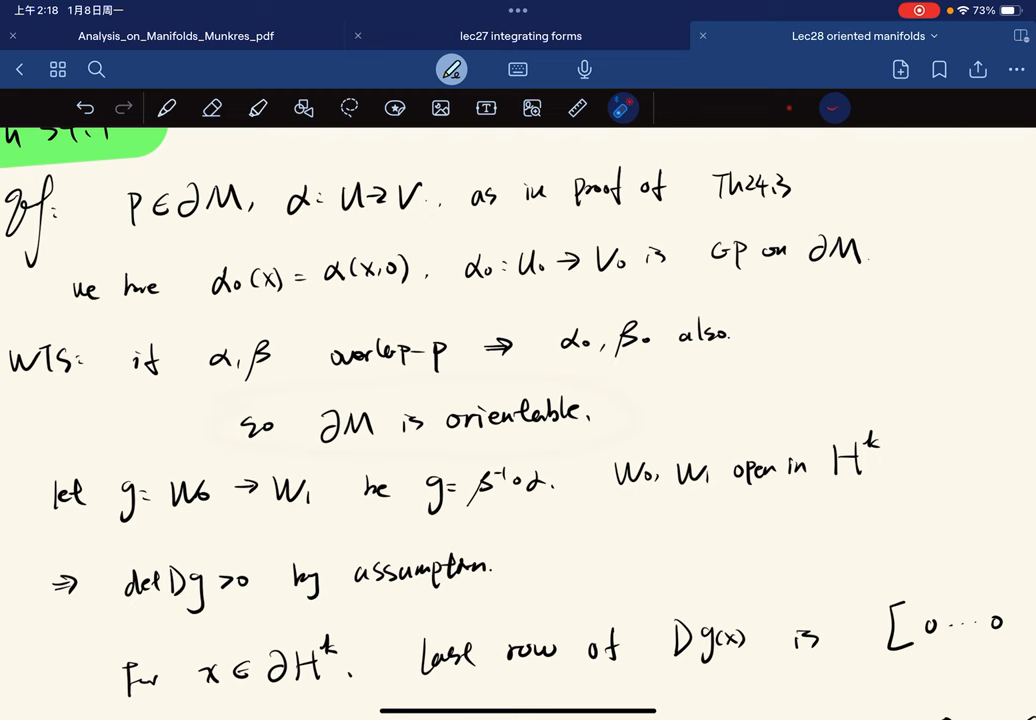 上午2:18 1月8日周一
73%
Analysis_on_Manifolds_Munkres_pdf
lec27 integrating forms
Lec28 oriented manifolds
pf: p∈∂M, α: U→V.. as in proof of Th24.3
we have α₀(x) = α(x,0), α₀: U₀ → V₀ is CP on ∂M.
WTS: if α,β overlap-p ⇒ α₀, β₀ also.
so ∂M is orientable.
let g: W₀ → W₁ be g= β⁻¹∘α. W₀, W₁ open in Hᵏ
⇒ det Dg >0 by assumption.
For x ∈ ∂Hᵏ. Last row of Dg(x) is [0 ··· 0